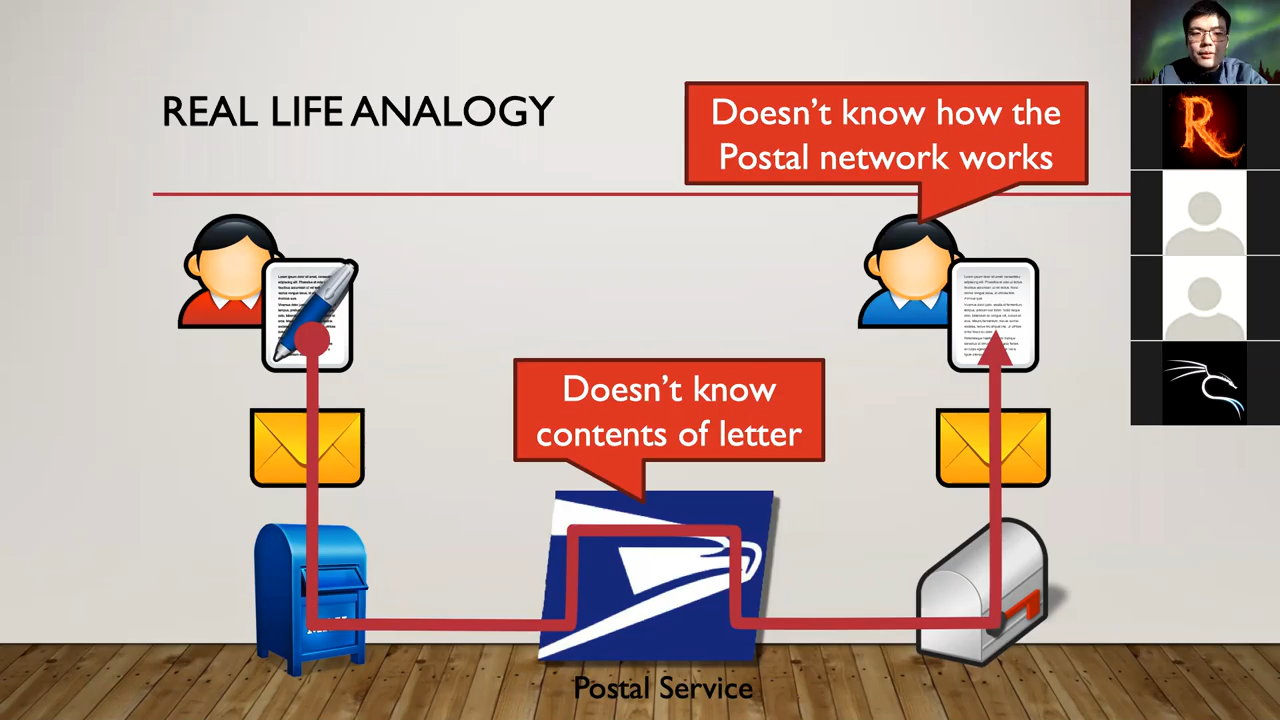 REAL LIFE ANALOGY
Doesn't know how the
Postal network works
Doesn't know
contents of letter
Postal Service
R